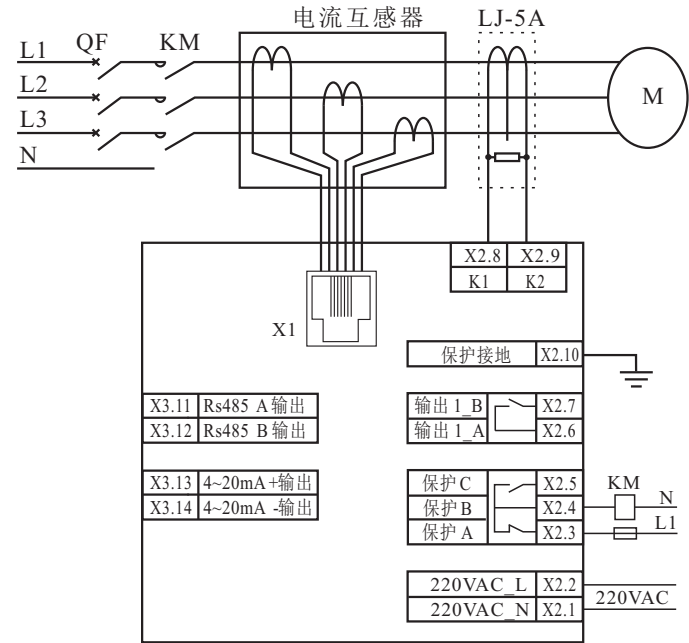 电流互感器 LJ-5A
QF KM
L1
L2
L3
N
M
X2.8 X2.9
K1 K2
X1
保护接地 X2.10
X3.11 Rs485 A输出
X3.12 Rs485 B输出
输出1_B X2.7
输出1_A X2.6
X3.13 4~20mA+输出
X3.14 4~20mA -输出
保护C X2.5
保护B X2.4
保护A X2.3
KM N
L1
220VAC_L X2.2
220VAC_N X2.1
220VAC